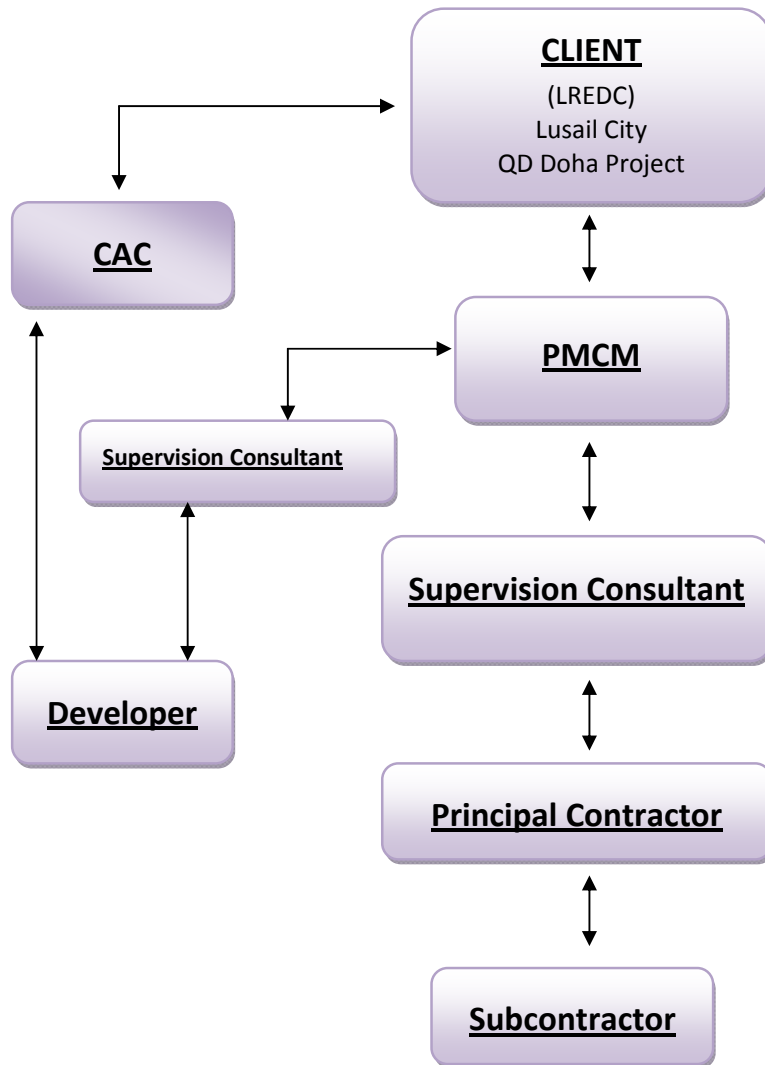 CLIENT
(LREDC)
Lusail City
QD Doha Project
CAC
PMCM
Supervision Consultant
Supervision Consultant
Developer
Principal Contractor
Subcontractor